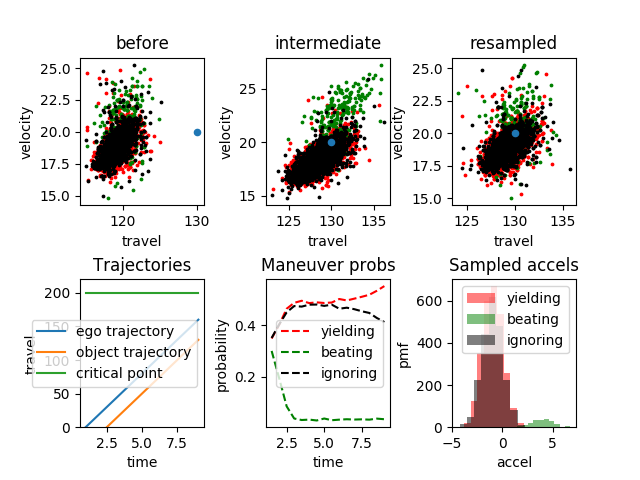 before
intermediate
resampled
25.0
22.5
20.0
17.5
15.0
velocity
120
130
travel
25
20
15
velocity
125
130
135
travel
25.0
22.5
20.0
17.5
15.0
velocity
125
130
135
travel
Trajectories
Maneuver probs
Sampled accels
200
150
100
50
0
travel
ego trajectory
object trajectory
critical point
2.5
5.0
7.5
time
0.4
0.2
probability
yielding
beating
ignoring
2.5
5.0
7.5
time
600
400
200
0
pmf
yielding
beating
ignoring
−5
0
5
accel